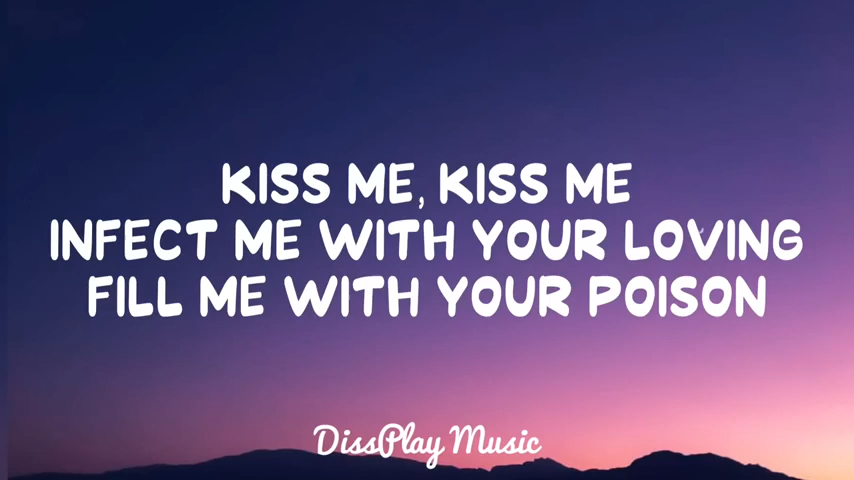 KISS ME, KISS ME
INFECT ME WITH YOUR LOVING
FILL ME WITH YOUR POISON
DissPlay Music